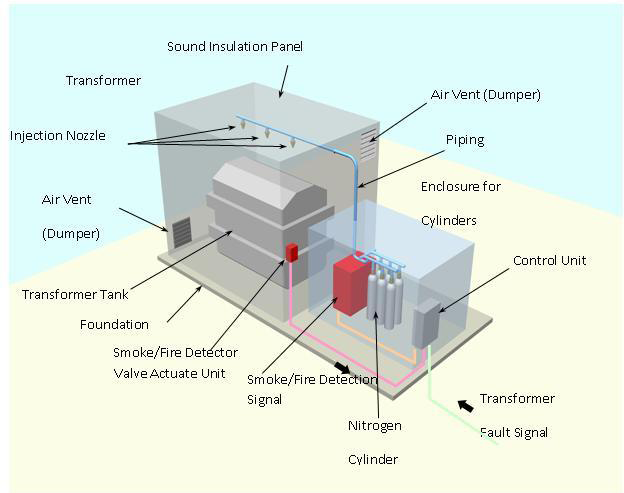 Sound Insulation Panel
Transformer
Air Vent (Dumper)
Injection Nozzle
Piping
Enclosure for
Cylinders
Air Vent
(Dumper)
Control Unit
Transformer Tank
Foundation
Smoke/Fire Detector
Valve Actuate Unit
Smoke/Fire Detection
Signal
Transformer
Fault Signal
Nitrogen
Cylinder